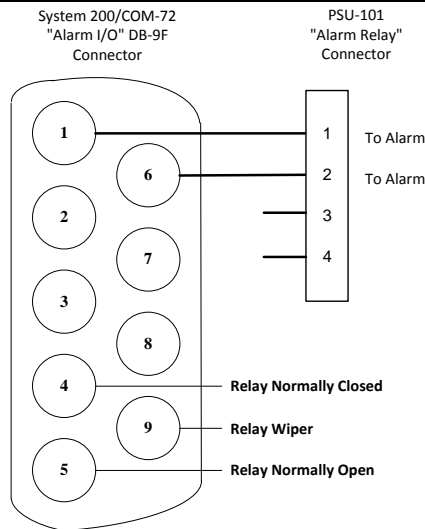 System 200/COM-72
"Alarm I/O" DB-9F
Connector
PSU-101
"Alarm Relay"
Connector
1
6
2
7
3
8
4
9
5
1 To Alarm
2 To Alarm
3
4
Relay Normally Closed
Relay Wiper
Relay Normally Open